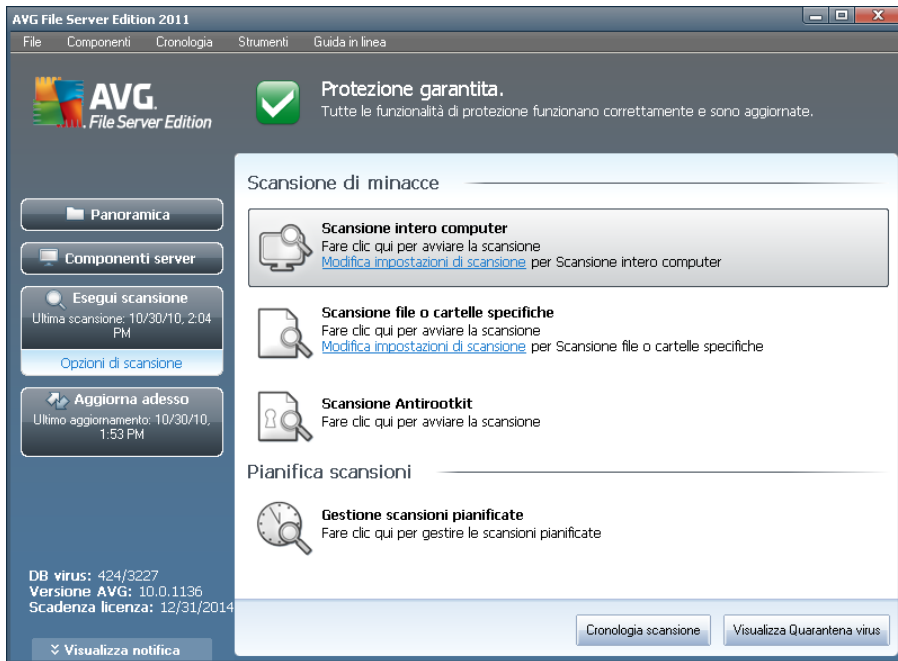 AVG File Server Edition 2011
File Componenti Cronologia Strumenti Guida in linea
AVG.
File Server Edition
Protezione garantita.
Tutte le funzionalità di protezione funzionano correttamente e sono aggiornate.
Panoramica
Componenti server
Esegui scansione
Ultima scansione: 10/30/10, 2:04
PM
Opzioni di scansione
Aggiorna adesso
Ultimo aggiornamento: 10/30/10,
1:53 PM
Scansione di minacce
Scansione intero computer
Fare clic qui per avviare la scansione
Modifica impostazioni di scansione per Scansione intero computer
Scansione file o cartelle specifiche
Fare clic qui per avviare la scansione
Modifica impostazioni di scansione per Scansione file o cartelle specifiche
Scansione Antirootkit
Fare clic qui per avviare la scansione
Pianifica scansioni
Gestione scansioni pianificate
Fare clic qui per gestire le scansioni pianificate
DB virus: 424/3227
Versione AVG: 10.0.1136
Scadenza licenza: 12/31/2014
Visualizza notifica
Cronologia scansione
Visualizza Quarantena virus